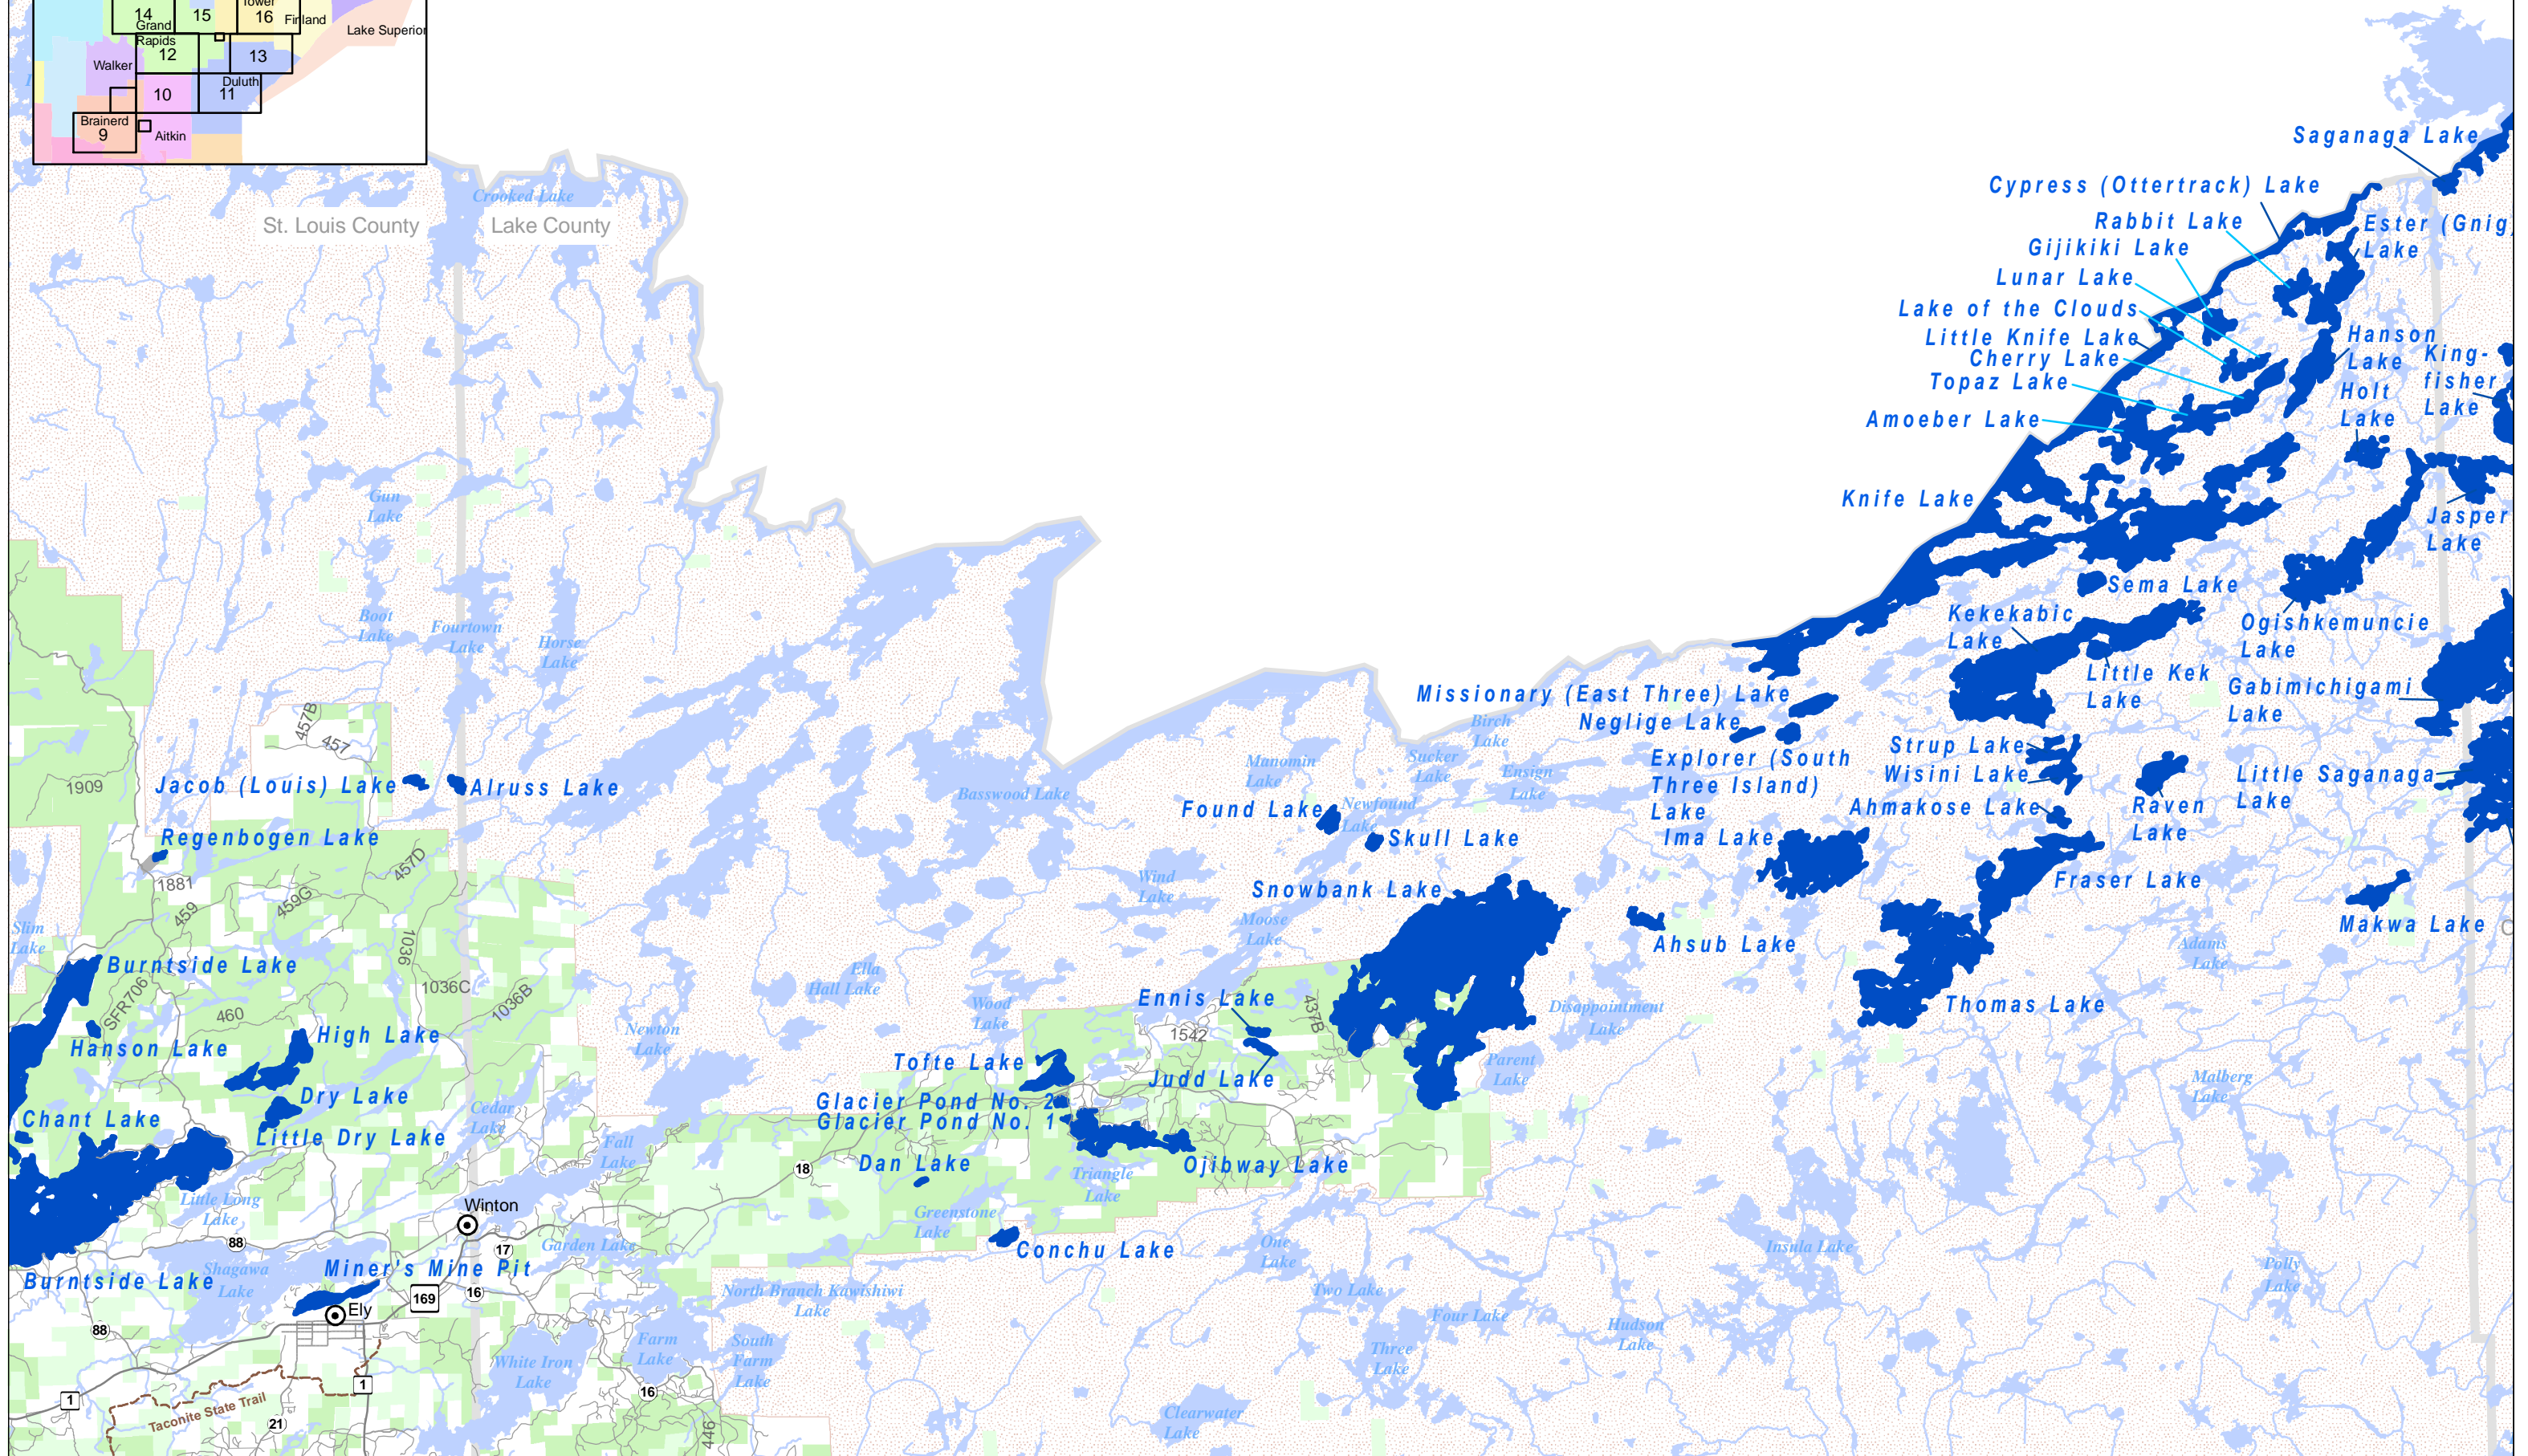 14
15
Tower
16
Finland
Grand
Rapids
12
Lake Superior
13
Walker
Duluth
10
11
Brainerd
9
Aitkin
St. Louis County
Lake County
Crooked Lake
Saganaga Lake
Cypress (Ottertrack) Lake
Rabbit Lake
Ester (Gnig)
Lake
Gijikiki Lake
Lunar Lake
Lake of the Clouds
Little Knife Lake
Cherry Lake
Topaz Lake
Amoeber Lake
Hanson
Lake
King-
fisher
Lake
Holt
Lake
Knife Lake
Jasper
Lake
Gun
Lake
Boot
Lake
Fourtown
Lake
Horse
Lake
Sema Lake
Kekekabic
Lake
Ogishkemuncie
Lake
Little Kek
Lake
Gabimichigami
Lake
Missionary (East Three) Lake
Neglige Lake
Birch
Lake
Explorer (South
Three Island)
Lake
Strup Lake
Wisini Lake
Ahmakose Lake
Raven
Lake
Little Saganaga
Lake
457B
457
1909
Jacob (Louis) Lake
Alruss Lake
Basswood Lake
Manomin
Lake
Sucker
Lake
Ensign
Lake
Found Lake
Newfound
Lake
Skull Lake
Ima Lake
Regenbogen Lake
1881
459
459G
457D
1036
Wind
Lake
Snowbank Lake
Fraser Lake
Makwa Lake
Slim
Lake
Moose
Lake
Ahsub Lake
Adams
Lake
Burntside Lake
SFR706
460
1036C
1036B
Ella
Hall Lake
Wood
Lake
Ennis Lake
437B
1542
Disappointment
Lake
Thomas Lake
Hanson Lake
High Lake
Newton
Lake
Tofte Lake
Judd Lake
Parent
Lake
Malberg
Lake
Dry Lake
Chant Lake
Little Dry Lake
Cedar
Lake
Glacier Pond No. 2
Glacier Pond No. 1
Fall
Lake
18
Dan Lake
Triangle
Lake
Ojibway Lake
Little Long
Lake
Winton
88
17
Garden Lake
Greenstone
Lake
Conchu Lake
One
Lake
Insula Lake
Polly
Lake
Burntside Lake
Shagawa
Lake
Miner's Mine Pit
169
16
Ely
North Branch Kawishiwi
Lake
Two Lake
Four Lake
Hudson
Lake
Three
Lake
88
White Iron
Lake
Farm
Lake
South
Farm
Lake
1
1
16
Taconite State Trail
21
446
Clearwater
Lake